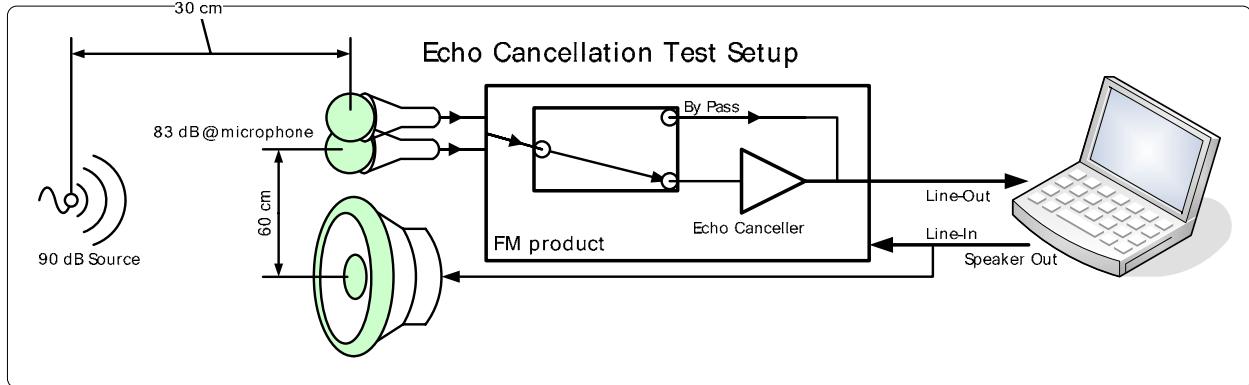 30 cm
Echo Cancellation Test Setup
By Pass
83 dB@microphone
60 cm
Line-Out
Echo Canceller
Line-In
FM product
90 dB Source
Speaker Out